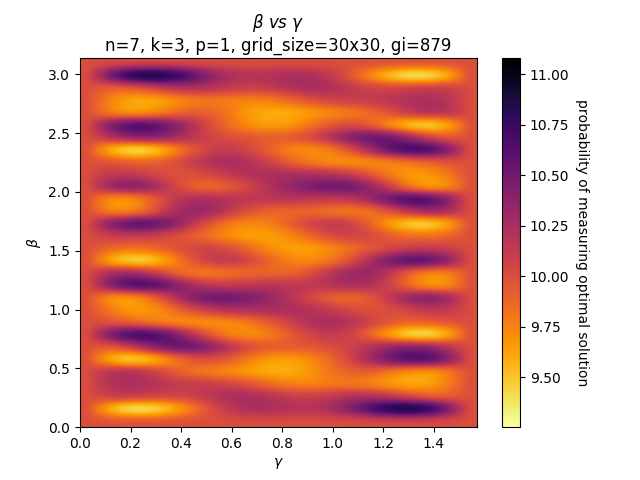 β vs γ
n=7, k=3, p=1, grid_size=30x30, gi=879
3.0
2.5
2.0
1.5
1.0
0.5
0.0
β
0.0 0.2 0.4 0.6 0.8 1.0 1.2 1.4
γ
11.00
10.75
10.50
10.25
10.00
9.75
9.50
probability of measuring optimal solution